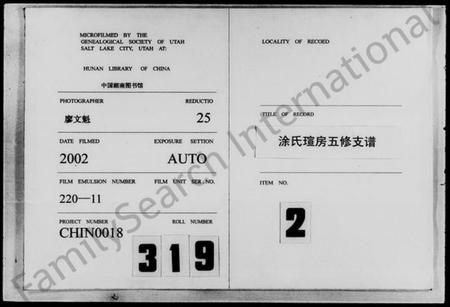 MICROFILMED BY THE
GENEALOGICAL SOCIETY OF UTAH
SALT LAKE CITY, UTAH AT:
HUNAN LIBRARY OF CHINA
中国湖南图书馆
PHOTOGRAPHER REDUCTIO
廖文魁 25
DATE FILMED EXPOSURE SETTION
2002 AUTO
FILM EMULSION NUMBER FILM UNIT SER. NO.
220—11
PROJECT NUMBER ROLL NUMBER
CHIN0018
319
LOCALITY OF RECOED
TITLE OF RECORD
涂氏瑄房五修支谱
ITEM NO.
2
FamilySearch International